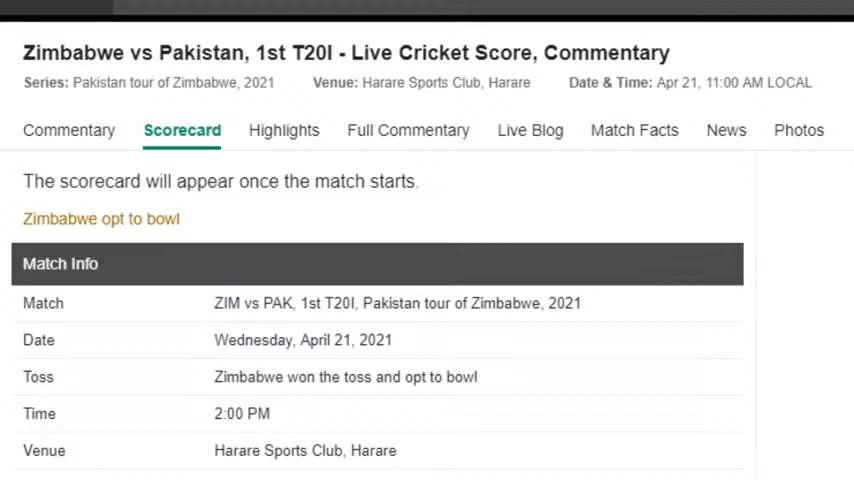 Zimbabwe vs Pakistan, 1st T20I - Live Cricket Score, Commentary
Series: Pakistan tour of Zimbabwe, 2021 Venue: Harare Sports Club, Harare Date & Time: Apr 21, 11:00 AM LOCAL
Commentary Scorecard Highlights Full Commentary Live Blog Match Facts News Photos
The scorecard will appear once the match starts.
Zimbabwe opt to bowl
Match Info
Match ZIM vs PAK, 1st T20I, Pakistan tour of Zimbabwe, 2021
Date Wednesday, April 21, 2021
Toss Zimbabwe won the toss and opt to bowl
Time 2:00 PM
Venue Harare Sports Club, Harare